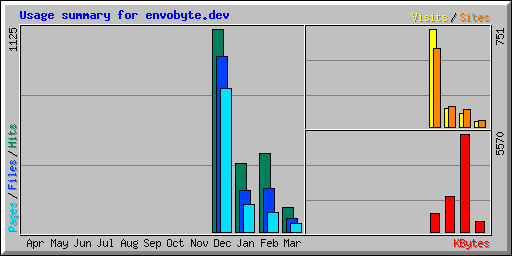 Usage summary for envobyte.dev
Visits/Sites
1125
751
Pages/Files/Hits
5570
Apr May Jun Jul Aug Sep Oct Nov Dec Jan Feb Mar
KBytes